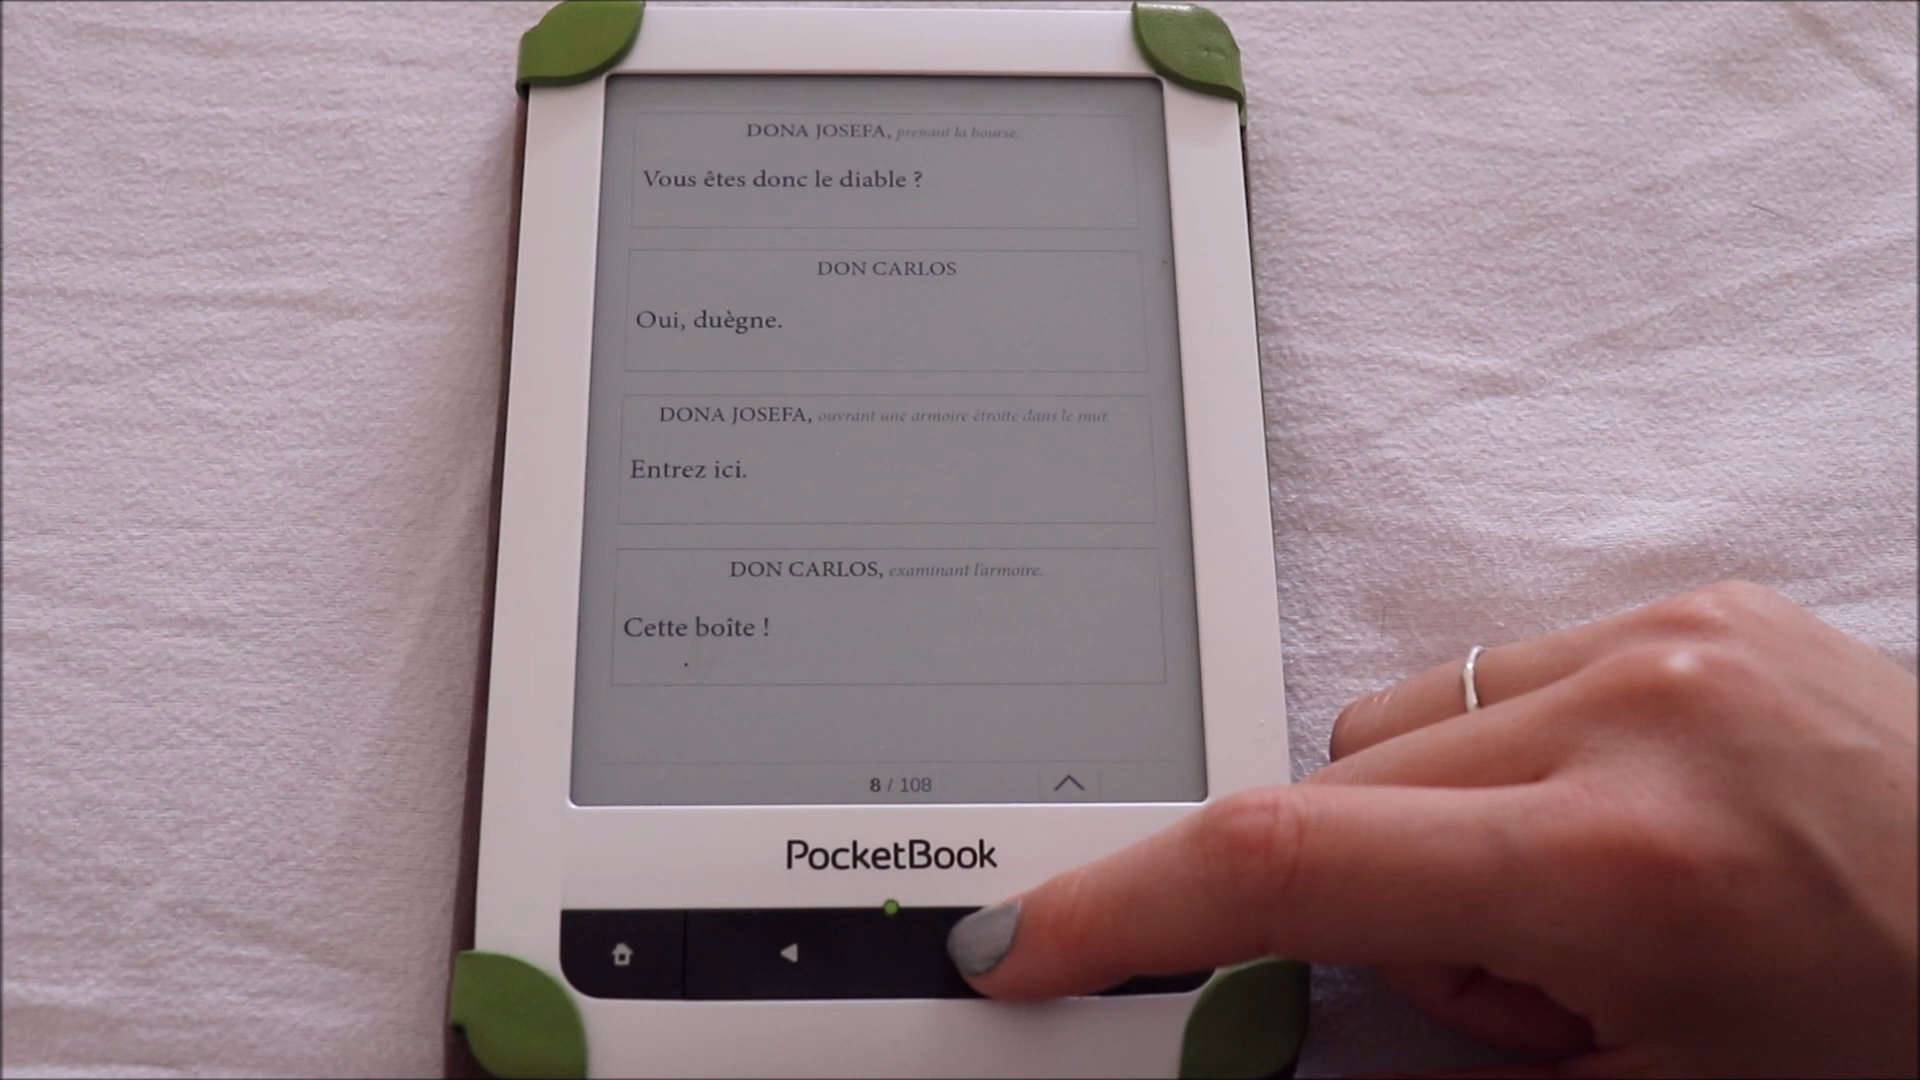 DONA JOSEFA, prenant la bourse.
Vous êtes donc le diable ?
DON CARLOS
Oui, duègne.
DONA JOSEFA, ouvrant une armoire étroite dans le mur.
Entrez ici.
DON CARLOS, examinant l'armoire.
Cette boîte !
8 / 108
PocketBook